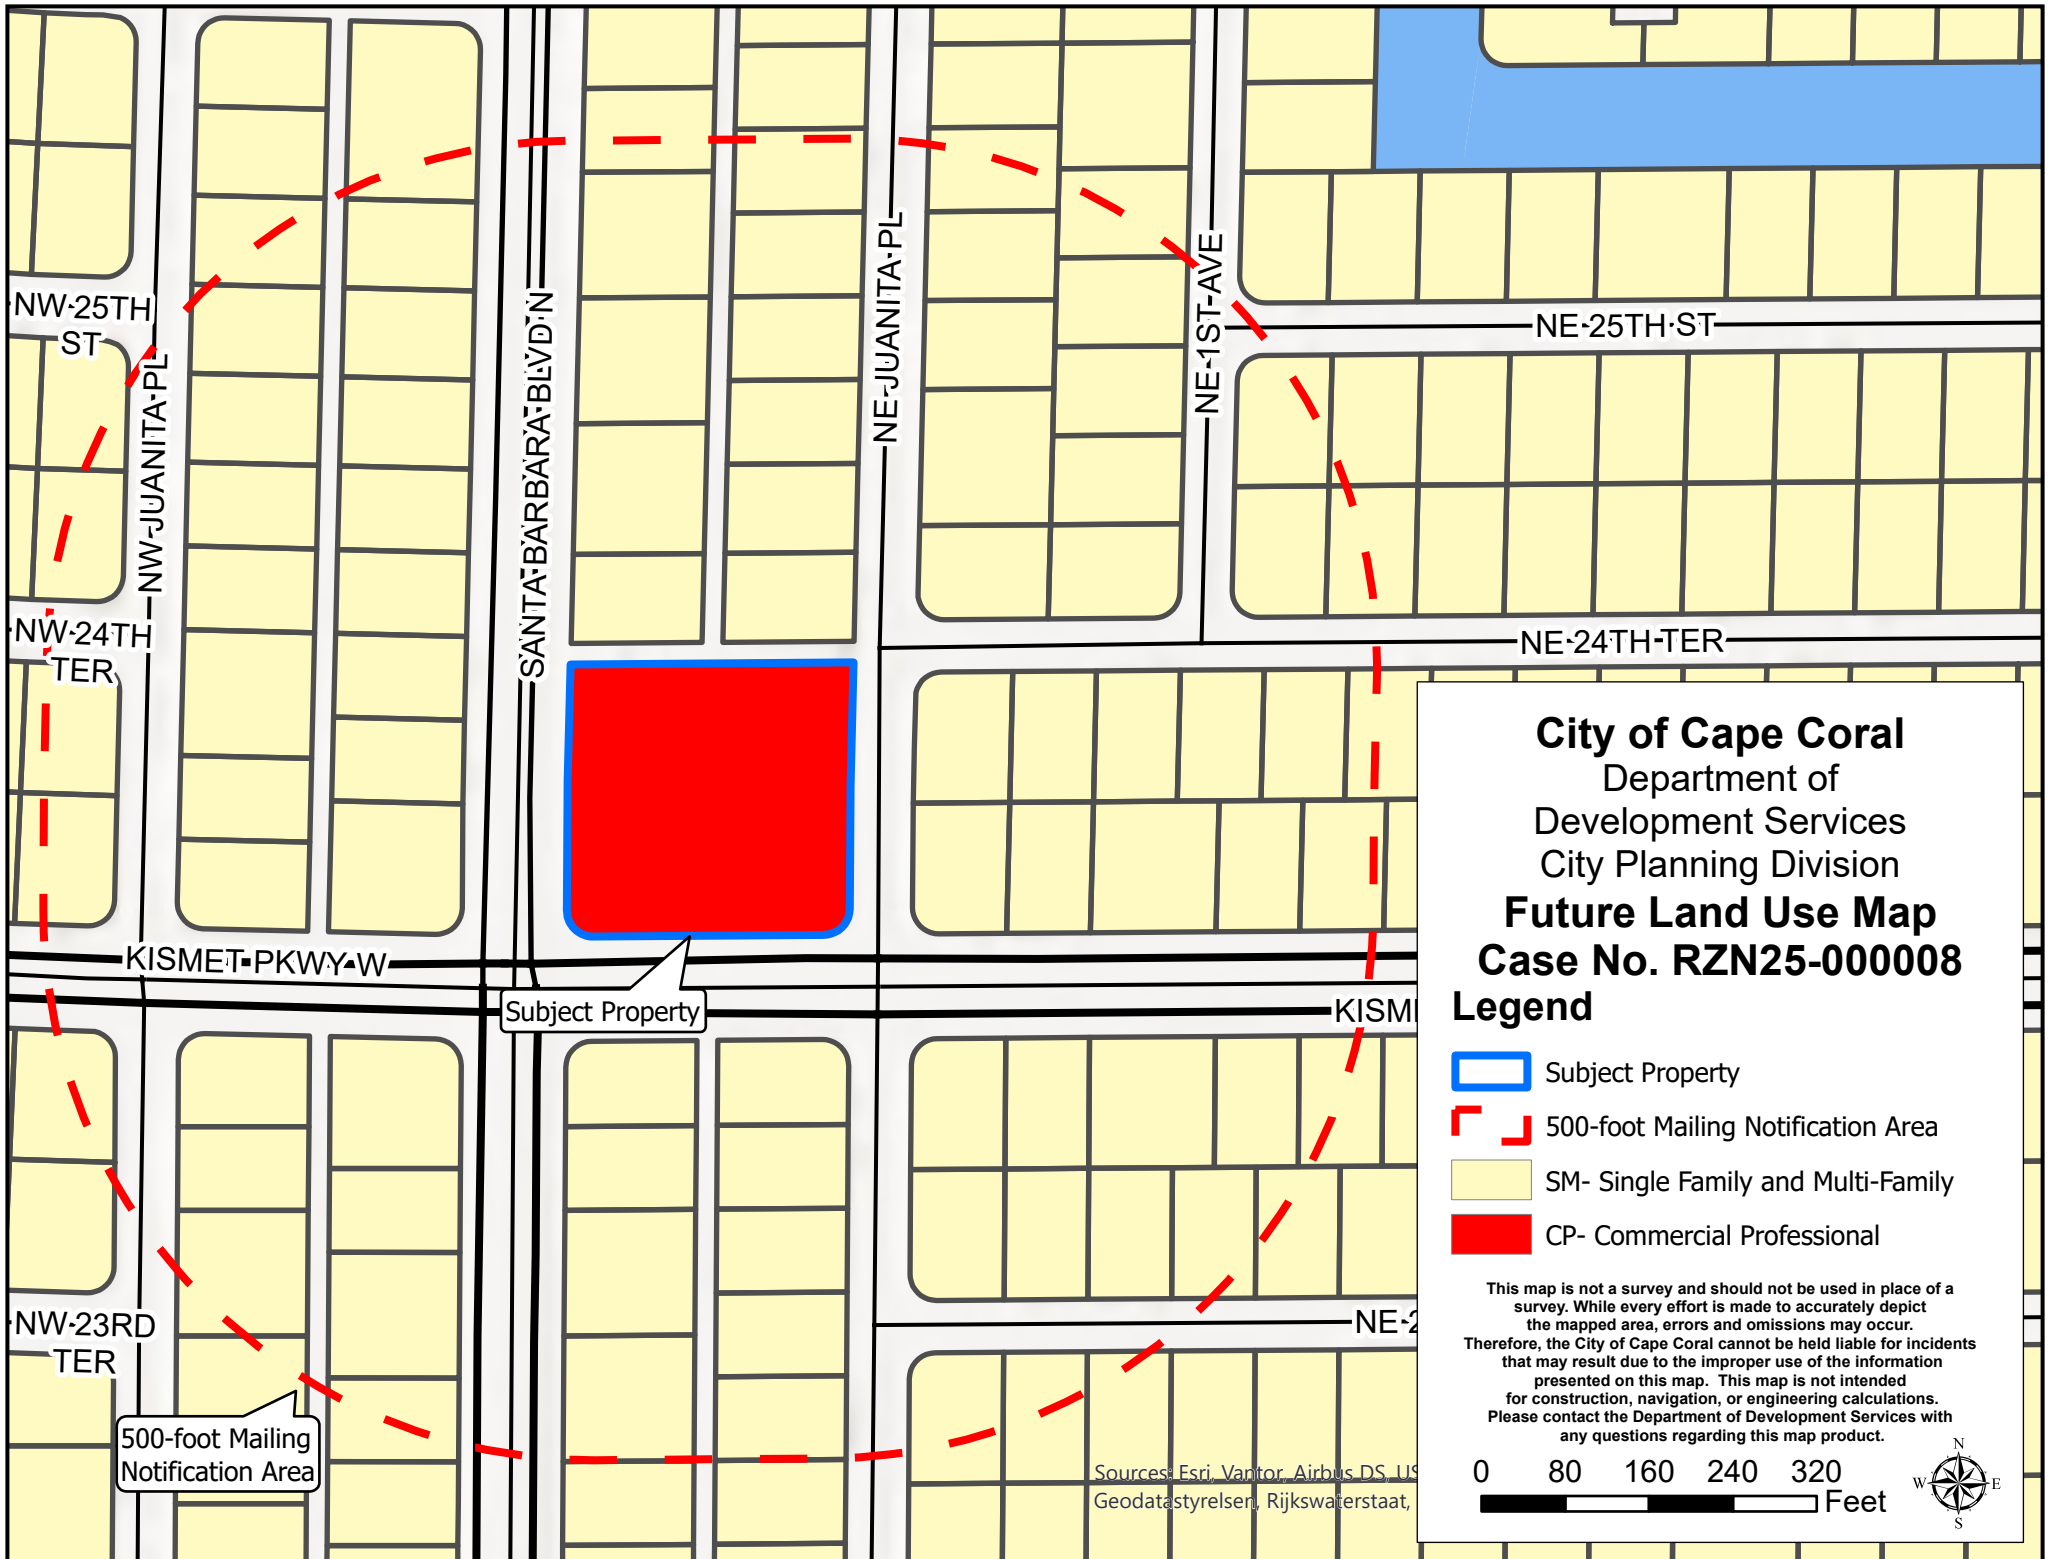 NW 25TH
ST
NW JUANITA PL
SANTA BARBARA BLVD N
NE JUANITA PL
NE 1ST AVE
NE 25TH ST
NW 24TH
TER
NE 24TH TER
KISMET PKWY W
Subject Property
KISM
NW 23RD
TER
NE 2
500-foot Mailing
Notification Area
Sources: Esri, Vantor, Airbus DS, US
Geodatastyrelsen, Rijkswaterstaat,
City of Cape Coral
Department of
Development Services
City Planning Division
Future Land Use Map
Case No. RZN25-000008
Legend
Subject Property
500-foot Mailing Notification Area
SM- Single Family and Multi-Family
CP- Commercial Professional
This map is not a survey and should not be used in place of a
survey. While every effort is made to accurately depict
the mapped area, errors and omissions may occur.
Therefore, the City of Cape Coral cannot be held liable for incidents
that may result due to the improper use of the information
presented on this map. This map is not intended
for construction, navigation, or engineering calculations.
Please contact the Department of Development Services with
any questions regarding this map product.
0 80 160 240 320
Feet
N
W E
S